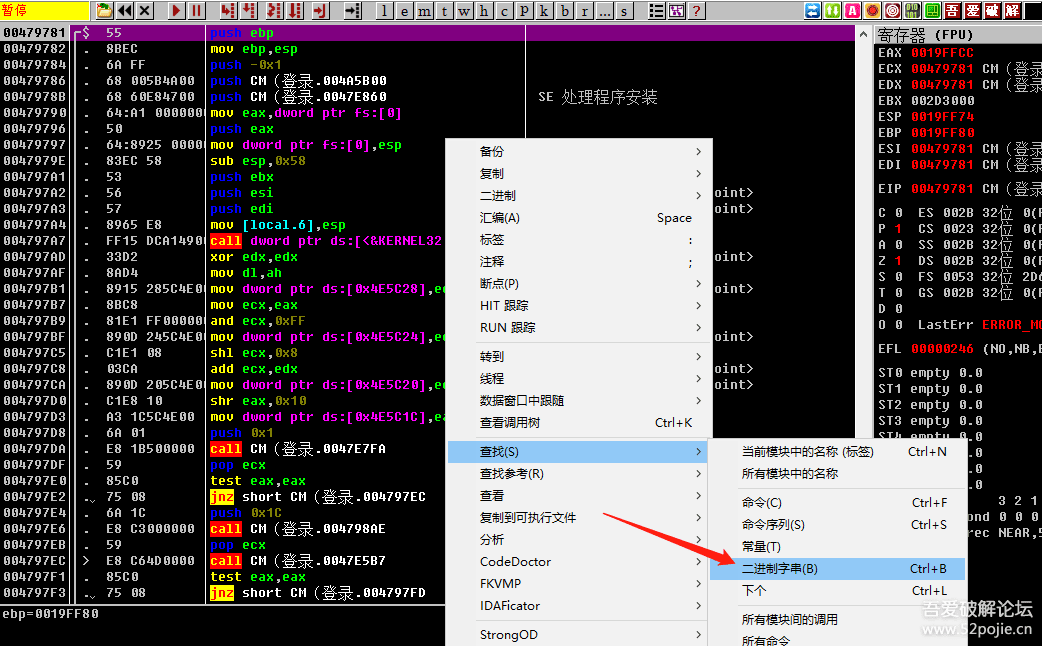 暂停 l e m t w h c p k b r ... s ?
A 吾 爱 破 解
00479781 $ 55 push ebp
00479782 . 8BEC mov ebp,esp
00479784 . 6A FF push -0x1
00479786 . 68 005B4A00 push CM（登录.004A5B00
0047978B . 68 60E84700 push CM（登录.0047E860 SE 处理程序安装
00479790 . 64:A1 0000000 mov eax,dword ptr fs:[0]
00479796 . 50 push eax
00479797 . 64:8925 0000 mov dword ptr fs:[0],esp
0047979E . 83EC 58 sub esp,0x58
004797A1 . 53 push ebx
004797A2 . 56 push esi oint>
004797A3 . 57 push edi oint>
004797A4 . 8965 E8 mov [local.6],esp
004797A7 . FF15 DCA14900 call dword ptr ds:[<&KERNEL32
004797AD . 33D2 xor edx,edx oint>
004797AF . 8AD4 mov dl,ah
004797B1 . 8915 285C4E0 mov dword ptr ds:[0x4E5C28],ed oint>
004797B7 . 8BC8 mov ecx,eax
004797B9 . 81E1 FF000000 and ecx,0xFF
004797BF . 890D 245C4E0 mov dword ptr ds:[0x4E5C24],ec oint>
004797C5 . C1E1 08 shl ecx,0x8
004797C8 . 03CA add ecx,edx oint>
004797CA . 890D 205C4E0 mov dword ptr ds:[0x4E5C20],ec oint>
004797D0 . C1E8 10 shr eax,0x10
004797D3 . A3 1C5C4E00 mov dword ptr ds:[0x4E5C1C],ea
004797D8 . 6A 01 push 0x1
004797DA . E8 1B500000 call CM（登录.0047E7FA
004797DF . 59 pop ecx
004797E0 . 85C0 test eax,eax
004797E2 . 75 08 jnz short CM（登录.004797EC
004797E4 . 6A 1C push 0x1C
004797E6 . E8 C3000000 call CM（登录.004798AE
004797EB . 59 pop ecx
004797EC > E8 C64D0000 call CM（登录.0047E5B7
004797F1 . 85C0 test eax,eax
004797F3 . 75 08 jnz short CM（登录.004797FD
ebp=0019FF80
备份
复制
二进制
汇编(A) Space
标签 :
注释 ;
断点(P)
HIT 跟踪
RUN 跟踪
转到
线程
数据窗口中跟随
查看调用树 Ctrl+K
查找(S)
查找参考(R)
查看
复制到可执行文件
分析
CodeDoctor
FKVMP
IDAFicator
StrongOD
当前模块中的名称 (标签) Ctrl+N
所有模块中的名称
命令(C) Ctrl+F
命令序列(S) Ctrl+S
常量(T)
二进制字串(B) Ctrl+B
下个 Ctrl+L
所有模块间的调用
所有命令
寄存器 (FPU)
EAX 0019FFCC
ECX 00479781 CM（登录
EDX 00479781 CM（登录
EBX 002D3000
ESP 0019FF74
EBP 0019FF80
ESI 00479781 CM（登录
EDI 00479781 CM（登录
EIP 00479781 CM（登录
C 0 ES 002B 32位 0(F
P 1 CS 0023 32位 0(F
A 0 SS 002B 32位 0(F
Z 1 DS 002B 32位 0(F
S 0 FS 0053 32位 2D6
T 0 GS 002B 32位 0(F
D 0
O 0 LastErr ERROR_MO
EFL 00000246 (NO,NB,E
ST0 empty 0.0
ST1 empty 0.0
ST2 empty 0.0
ST3 empty 0.0
ST4 empty 0.0
.0
.0
.0
3 2 1
ond 0 0 0
rec NEAR,5
吾爱破解论坛
www.52pojie.cn